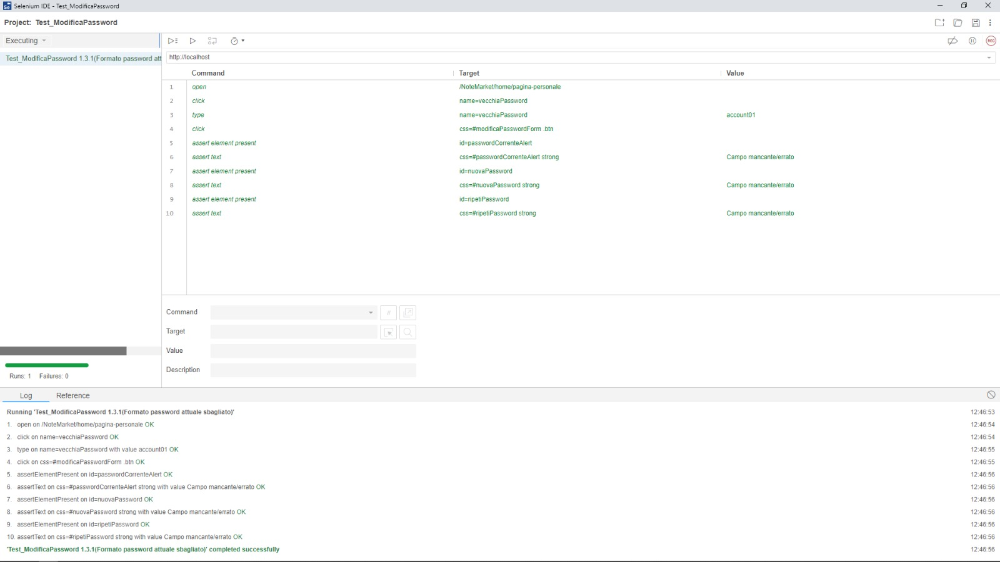 Se Selenium IDE - Test_ModificaPassword
Project: Test_ModificaPassword
Executing
Test_ModificaPassword 1.3.1(Formato password att
REC
http://localhost
Command Target Value
1 open /NoteMarket/home/pagina-personale
2 click name=vecchiaPassword
3 type name=vecchiaPassword account01
4 click css=#modificaPasswordForm .btn
5 assert element present id=passwordCorrenteAlert
6 assert text css=#passwordCorrenteAlert strong Campo mancante/errato
7 assert element present id=nuovaPassword
8 assert text css=#nuovaPassword strong Campo mancante/errato
9 assert element present id=ripetiPassword
10 assert text css=#ripetiPassword strong Campo mancante/errato
Command //
Target
Value
Description
Runs: 1 Failures: 0
Log Reference
Running 'Test_ModificaPassword 1.3.1(Formato password attuale sbagliato)' 12:46:53
1. open on /NoteMarket/home/pagina-personale OK 12:46:54
2. click on name=vecchiaPassword OK 12:46:54
3. type on name=vecchiaPassword with value account01 OK 12:46:55
4. click on css=#modificaPasswordForm .btn OK 12:46:55
5. assertElementPresent on id=passwordCorrenteAlert OK 12:46:56
6. assertText on css=#passwordCorrenteAlert strong with value Campo mancante/errato OK 12:46:56
7. assertElementPresent on id=nuovaPassword OK 12:46:56
8. assertText on css=#nuovaPassword strong with value Campo mancante/errato OK 12:46:56
9. assertElementPresent on id=ripetiPassword OK 12:46:56
10. assertText on css=#ripetiPassword strong with value Campo mancante/errato OK 12:46:56
'Test_ModificaPassword 1.3.1(Formato password attuale sbagliato)' completed successfully 12:46:56